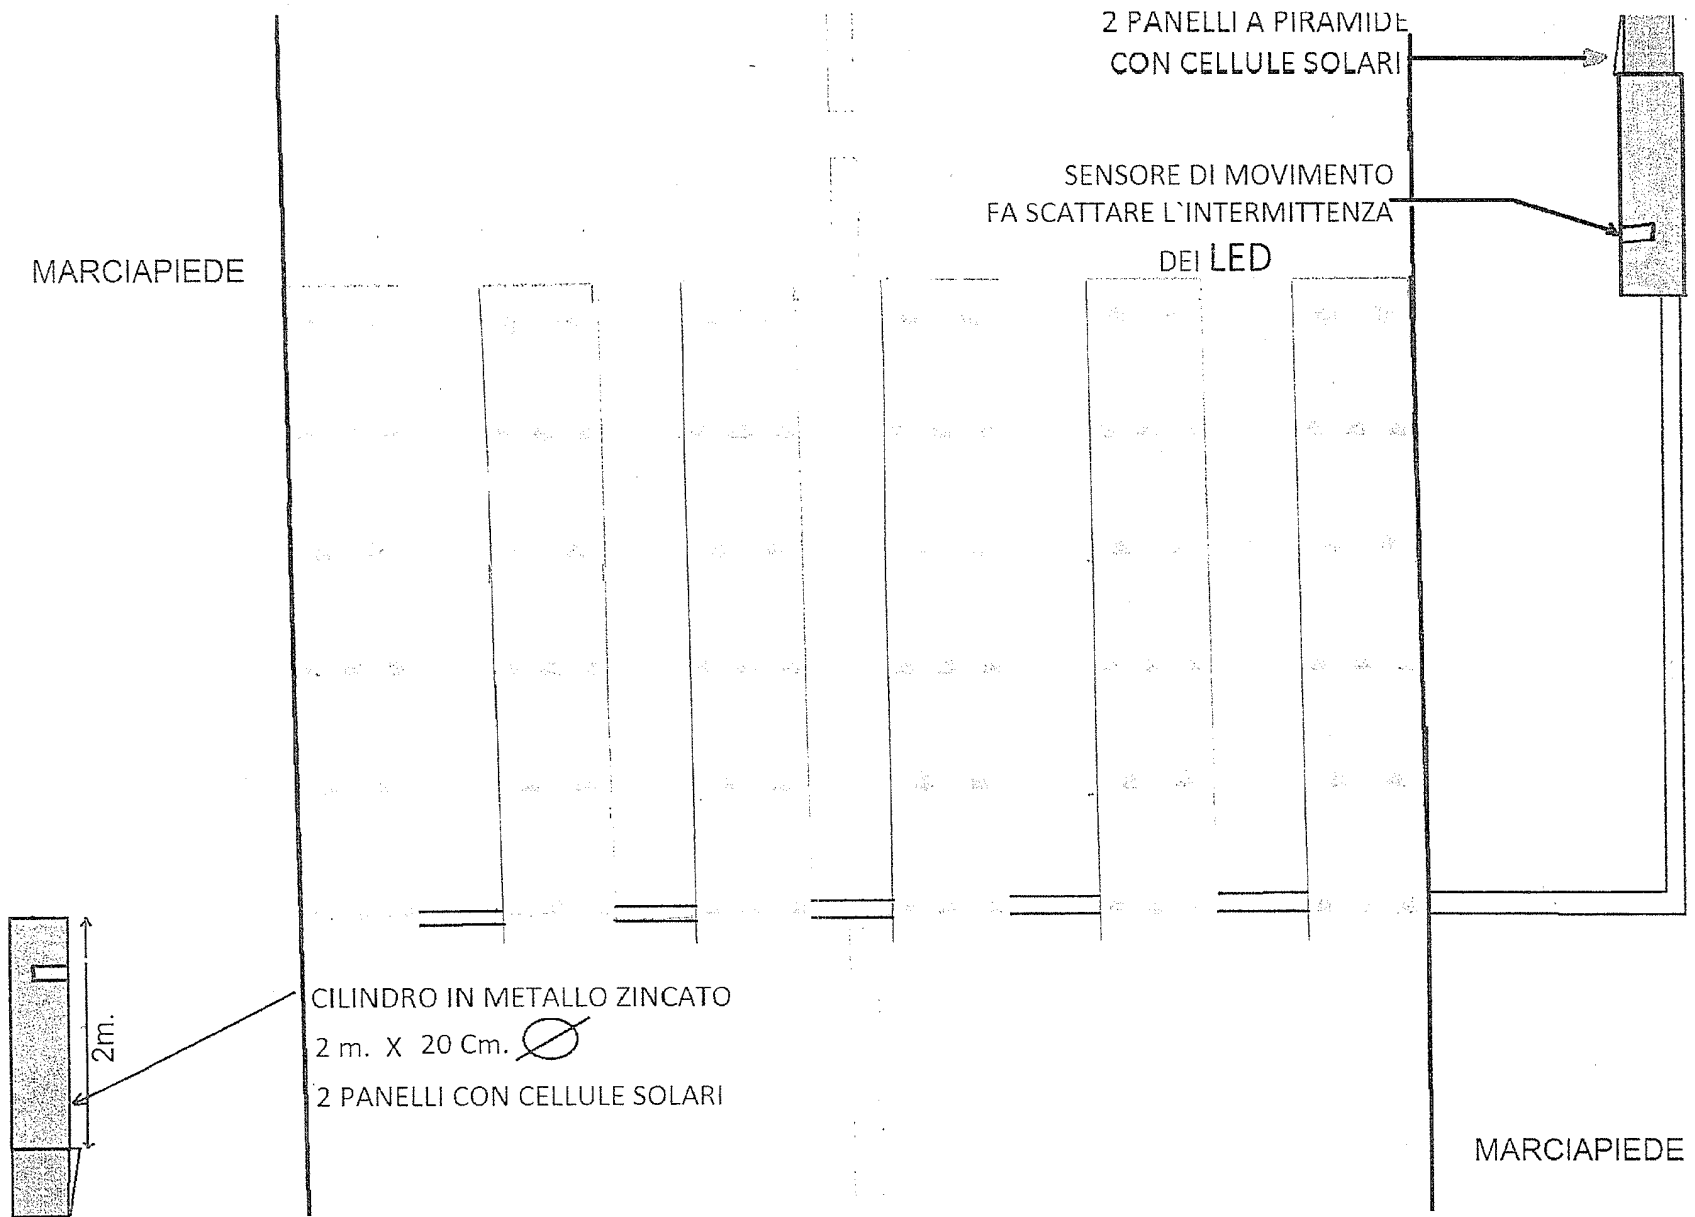 2 PANELLI A PIRAMIDE
CON CELLULE SOLARI
SENSORE DI MOVIMENTO
FA SCATTARE L`INTERMITTENZA
DEI LED
MARCIAPIEDE
2m.
CILINDRO IN METALLO ZINCATO
2 m. X 20 Cm.
2 PANELLI CON CELLULE SOLARI
MARCIAPIEDE